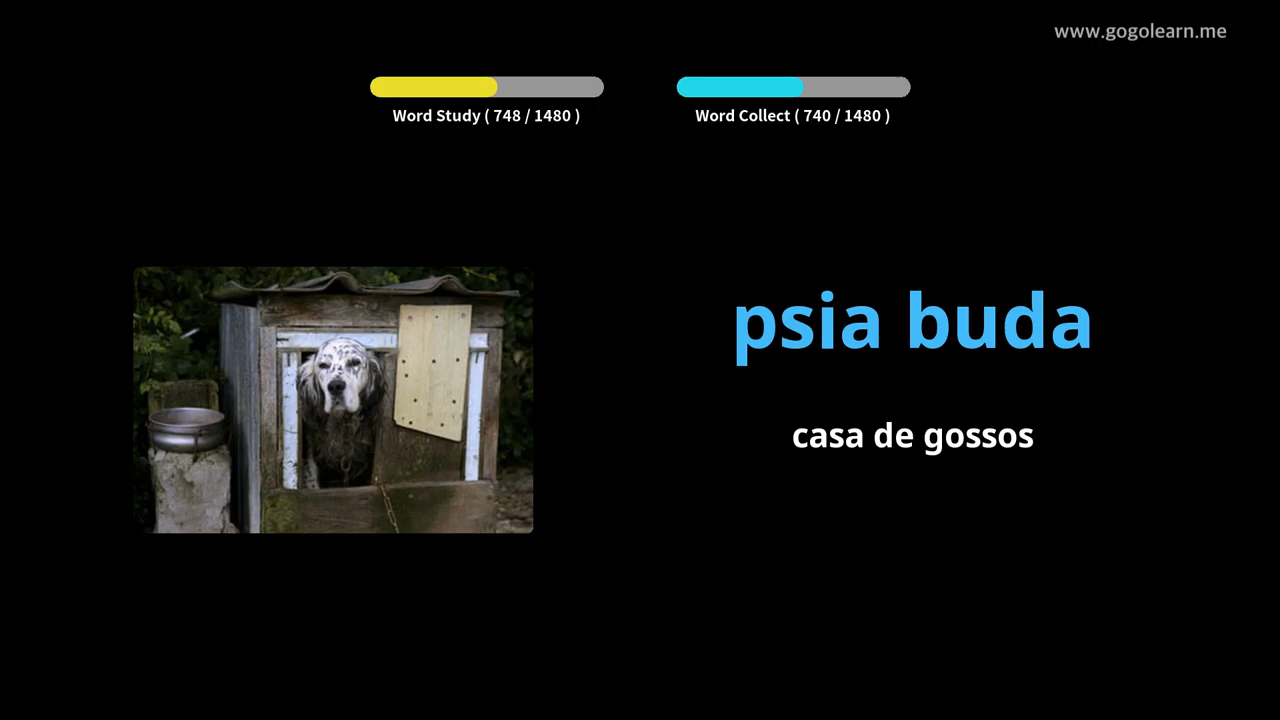 www.gogolearn.me
Word Study ( 748 / 1480 )
Word Collect ( 740 / 1480 )
psia buda
casa de gossos